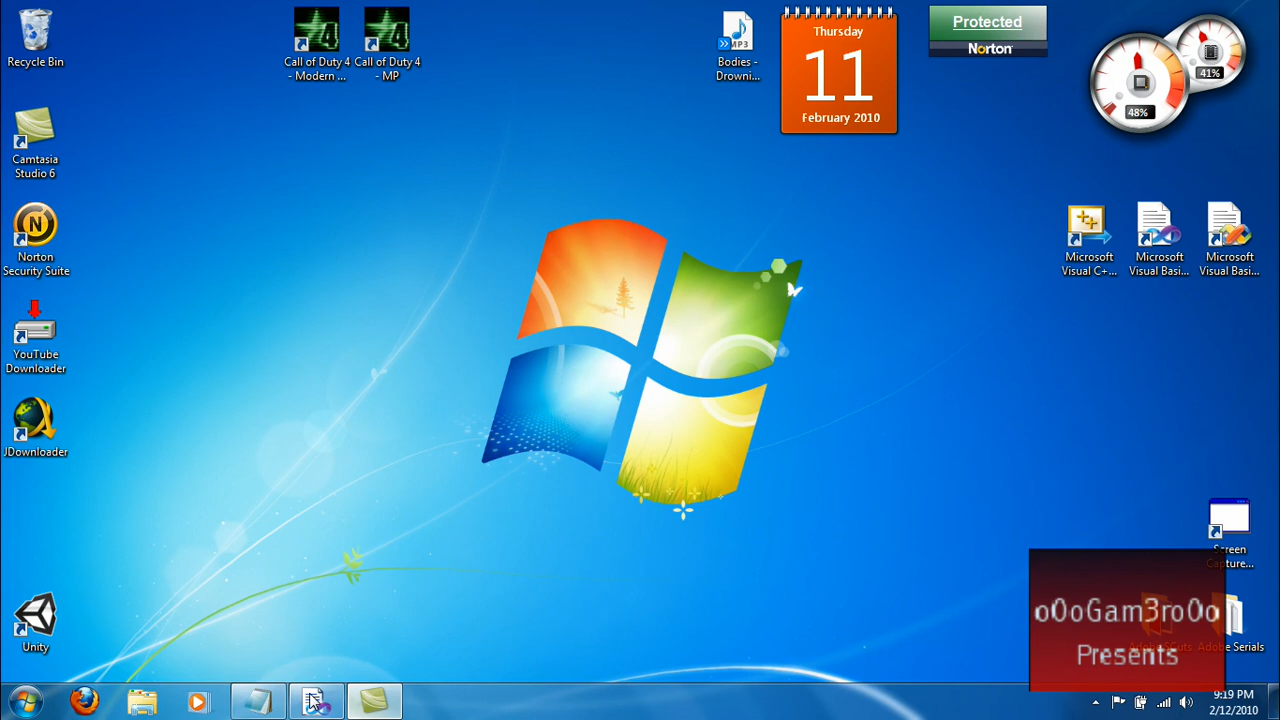 Recycle Bin
Call of Duty 4
- Modern ...
Call of Duty 4
- MP
MP3
Bodies -
Drowni...
Thursday
11
February 2010
Protected
Norton
48%
41%
Camtasia
Studio 6
Norton
Security Suite
YouTube
Downloader
JDownloader
Unity
Microsoft
Visual C+...
Microsoft
Visual Basi...
Microsoft
Visual Basi...
Screen
Capture...
o0oGam3ro0o
Presents
Adobe Serials
9:19 PM
2/12/2010